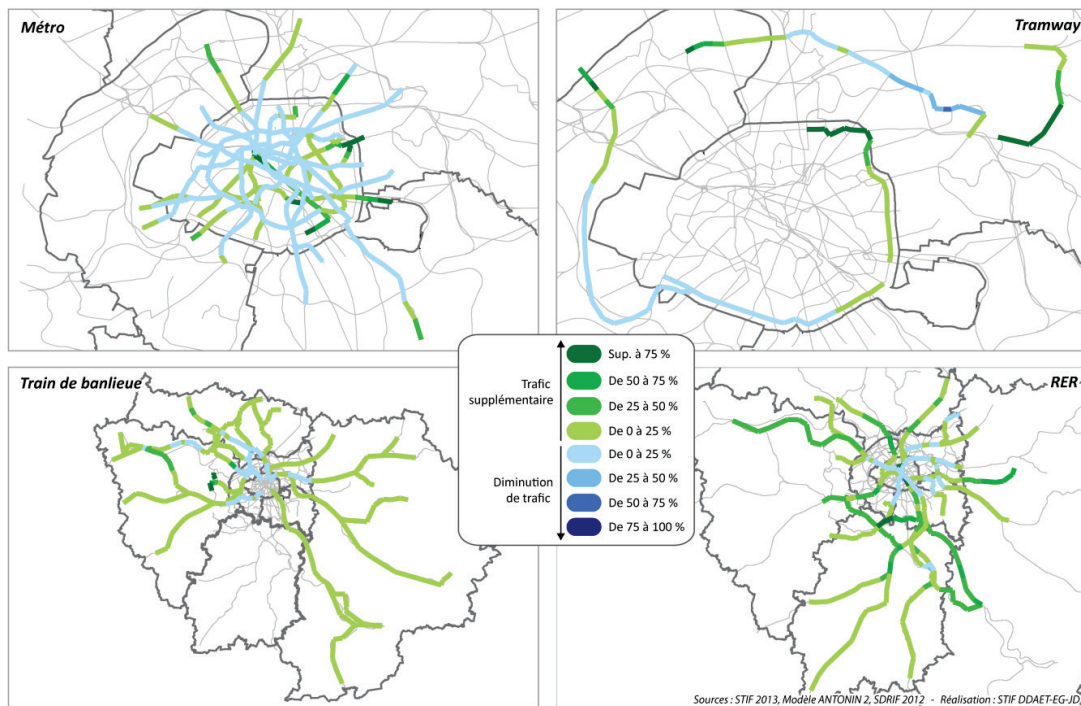 Métro
Tramway
Train de banlieue
RER
Trafic
supplémentaire
Diminution
de trafic
Sup. à 75 %
De 50 à 75 %
De 25 à 50 %
De 0 à 25 %
De 0 à 25 %
De 25 à 50 %
De 50 à 75 %
De 75 à 100 %
Sources : STIF 2013, Modèle ANTONIN 2, SDRIF 2012 - Réalisation : STIF DDAET-EG-JD